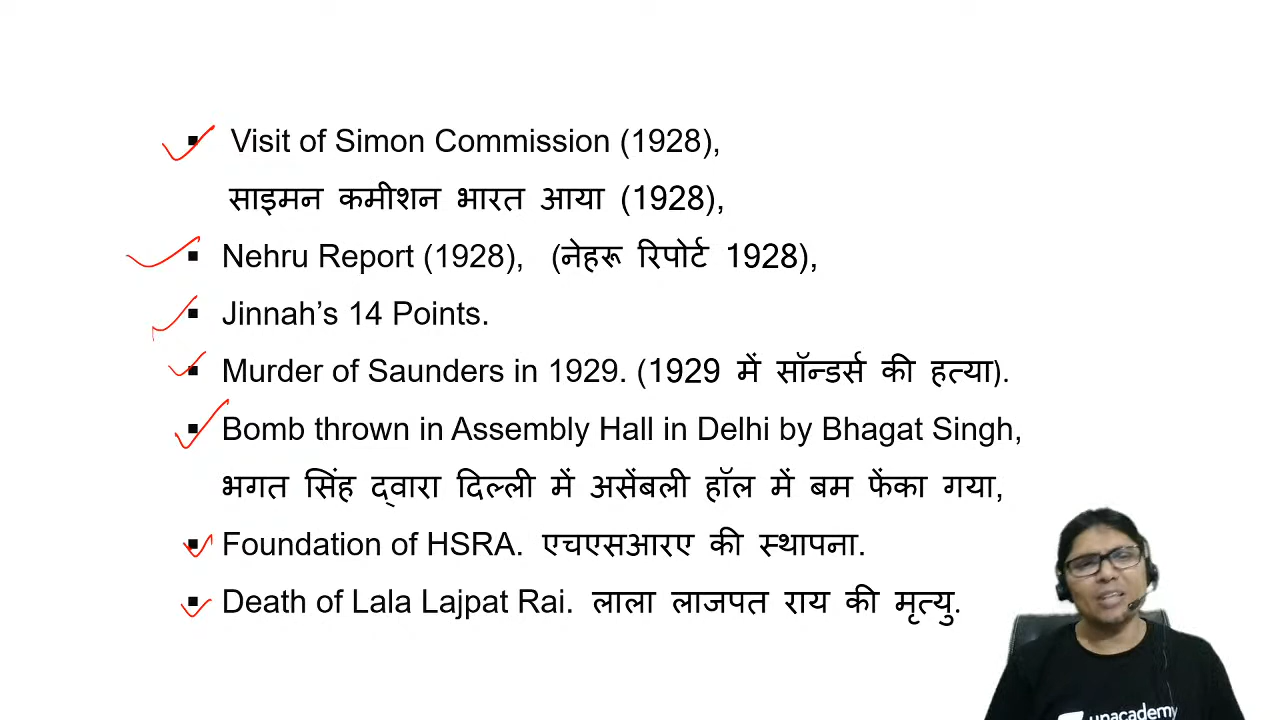 ▪ Visit of Simon Commission (1928),
साइमन कमीशन भारत आया (1928),
▪ Nehru Report (1928), (नेहरू रिपोर्ट 1928),
▪ Jinnah’s 14 Points.
▪ Murder of Saunders in 1929. (1929 में सॉन्डर्स की हत्या).
▪ Bomb thrown in Assembly Hall in Delhi by Bhagat Singh,
भगत सिंह द्वारा दिल्ली में असेंबली हॉल में बम फेंका गया,
▪ Foundation of HSRA. एचएसआरए की स्थापना.
▪ Death of Lala Lajpat Rai. लाला लाजपत राय की मृत्यु.
unacademy